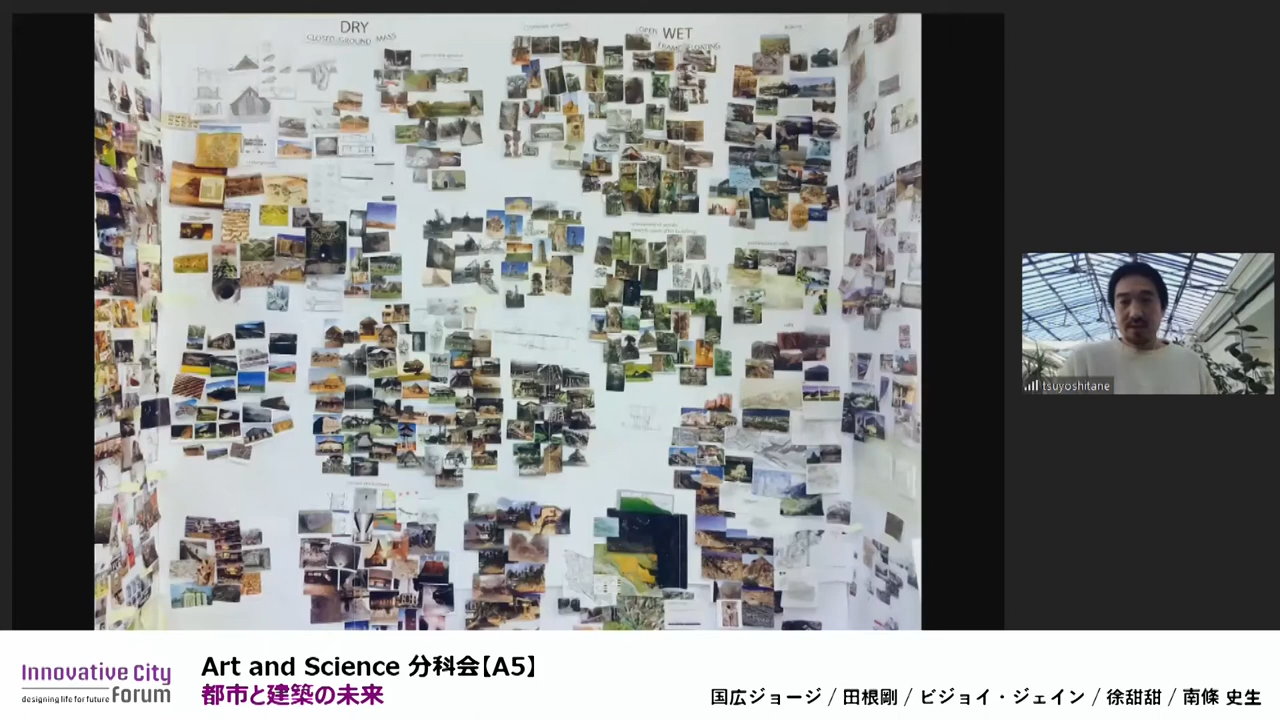 DRY
CLOSED GROUND MASS
OPEN WET
FRAME FLOATING
tsuyoshitane
Innovative City
designing life for future Forum
Art and Science 分科会【A5】
都市と建築の未来
国広ジョージ / 田根剛 / ビジョイ・ジェイン / 徐甜甜 / 南條 史生